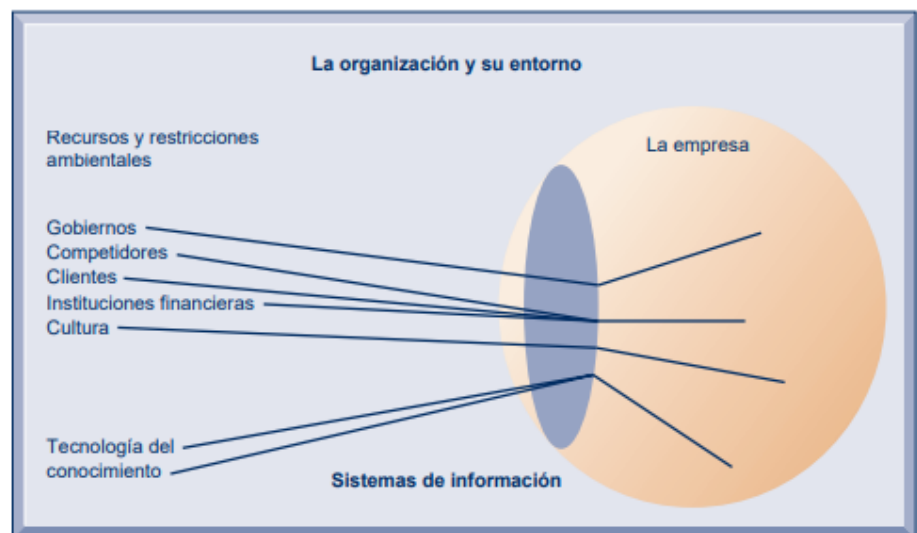 La organización y su entorno
Recursos y restricciones
ambientales
La empresa
Gobiernos
Competidores
Clientes
Instituciones financieras
Cultura
Tecnología del
conocimiento
Sistemas de información